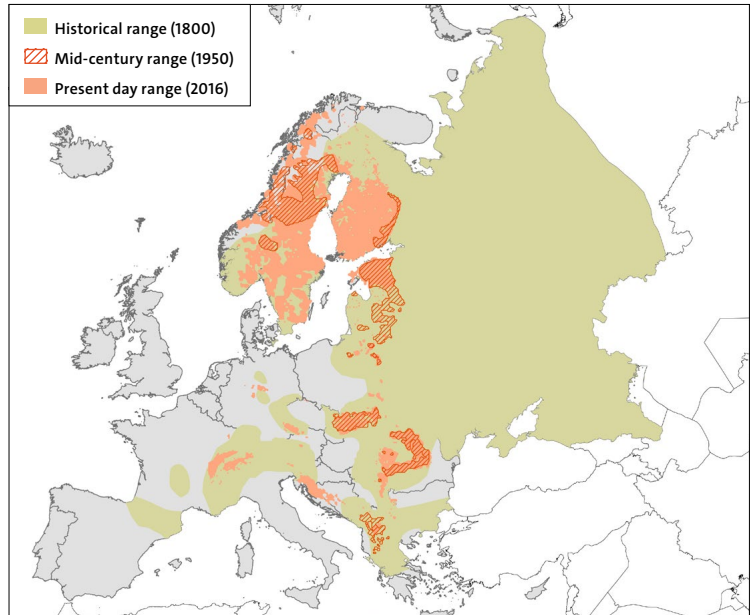 Historical range (1800)
Mid-century range (1950)
Present day range (2016)